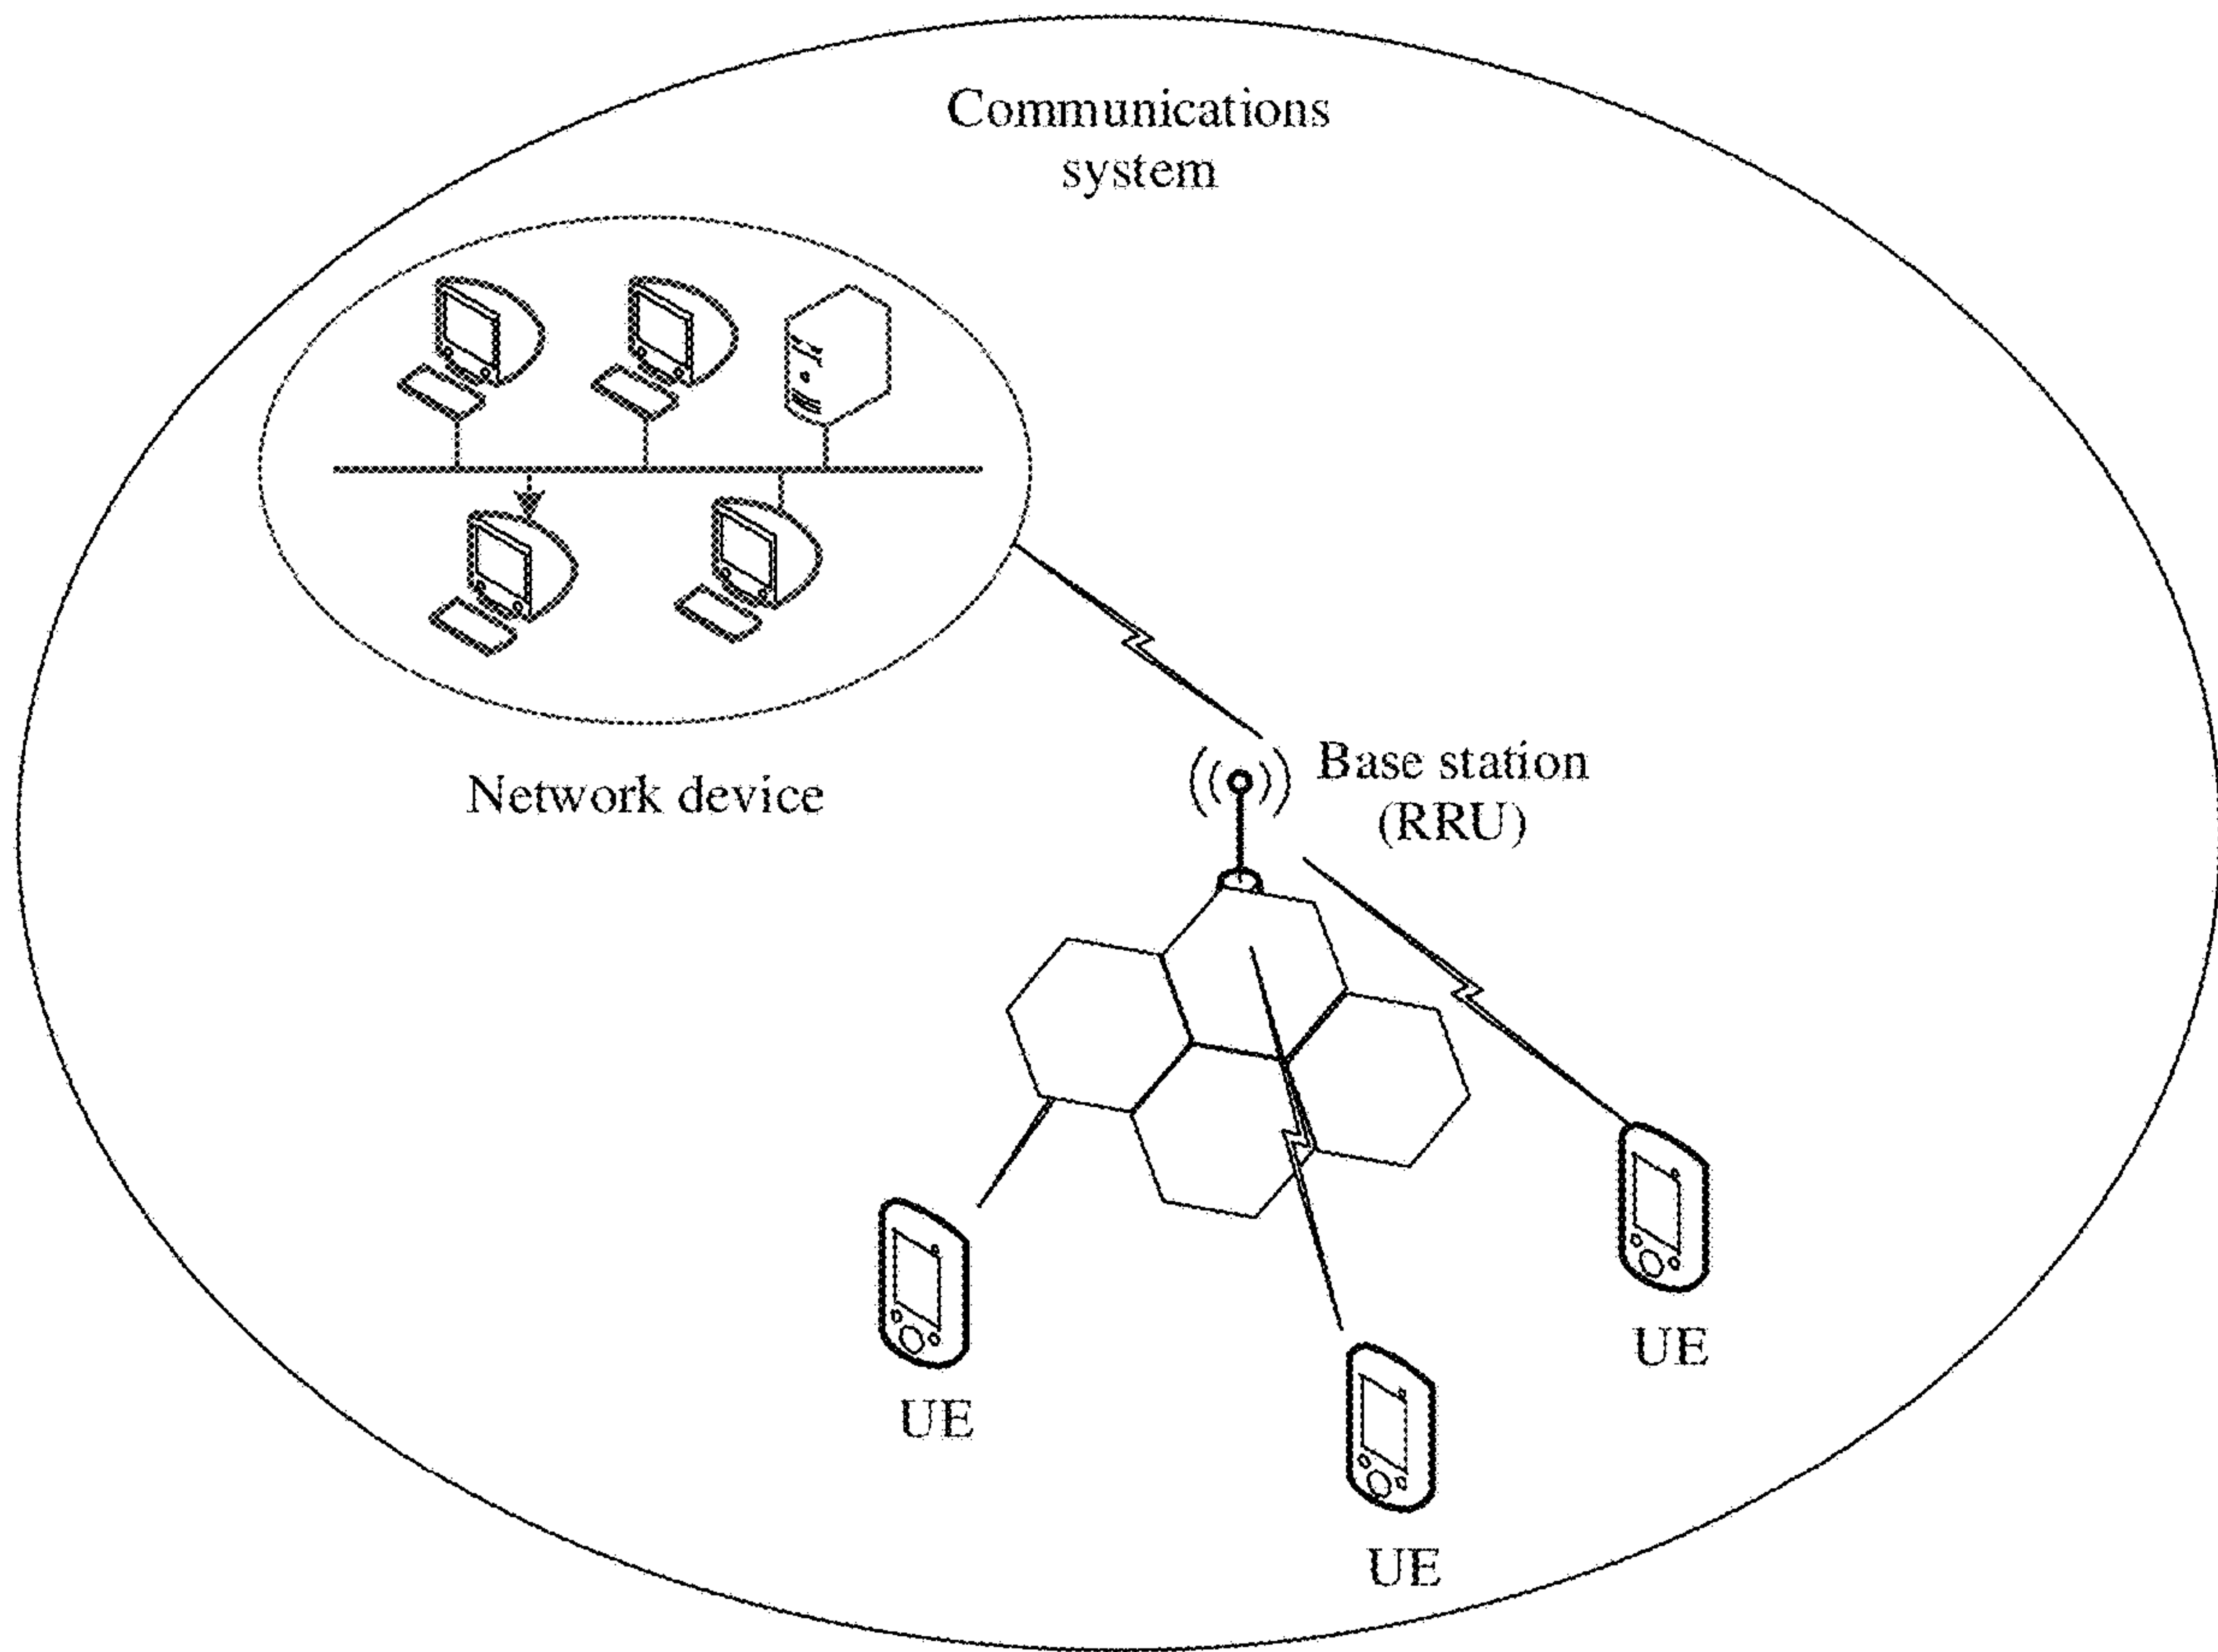 Communications
system
Network device
Base station
(RRU)
UE
UE
UE